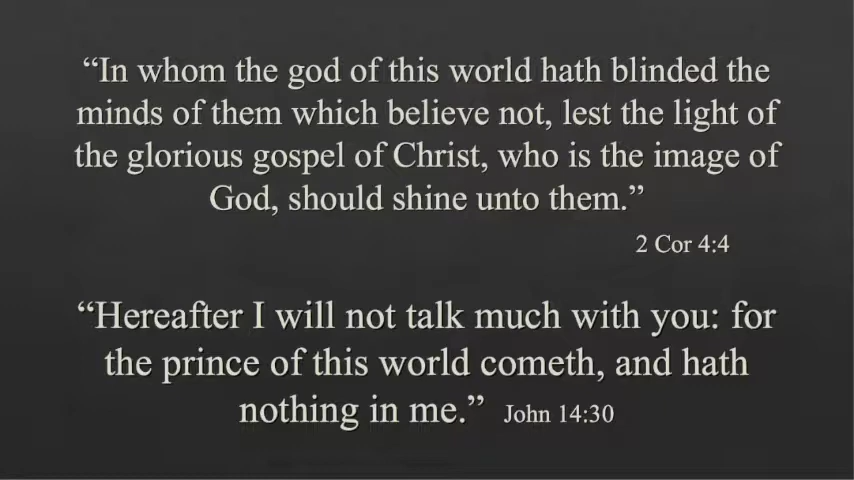 “In whom the god of this world hath blinded the
minds of them which believe not, lest the light of
the glorious gospel of Christ, who is the image of
God, should shine unto them.”
2 Cor 4:4
“Hereafter I will not talk much with you: for
the prince of this world cometh, and hath
nothing in me.” John 14:30